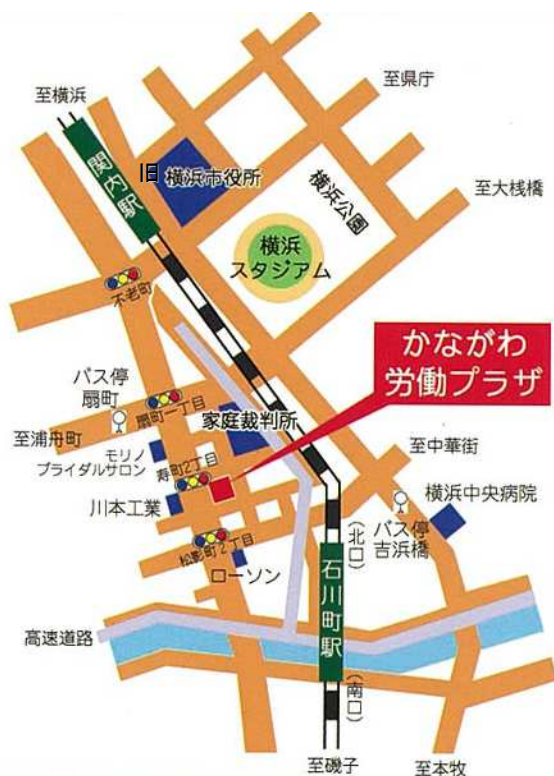 至横浜
至県庁
関内駅
旧 横浜市役所
横浜公園
至大桟橋
横浜
スタジアム
不老町
かながわ
労働プラザ
バス停
扇町
扇町一丁目
家庭裁判所
至浦舟町
モリノ
ブライダルサロン
寿町2丁目
至中華街
横浜中央病院
川本工業
バス停
吉浜橋
松影町2丁目
(北口)
ローソン
石川町駅
高速道路
(南口)
至磯子
至本牧